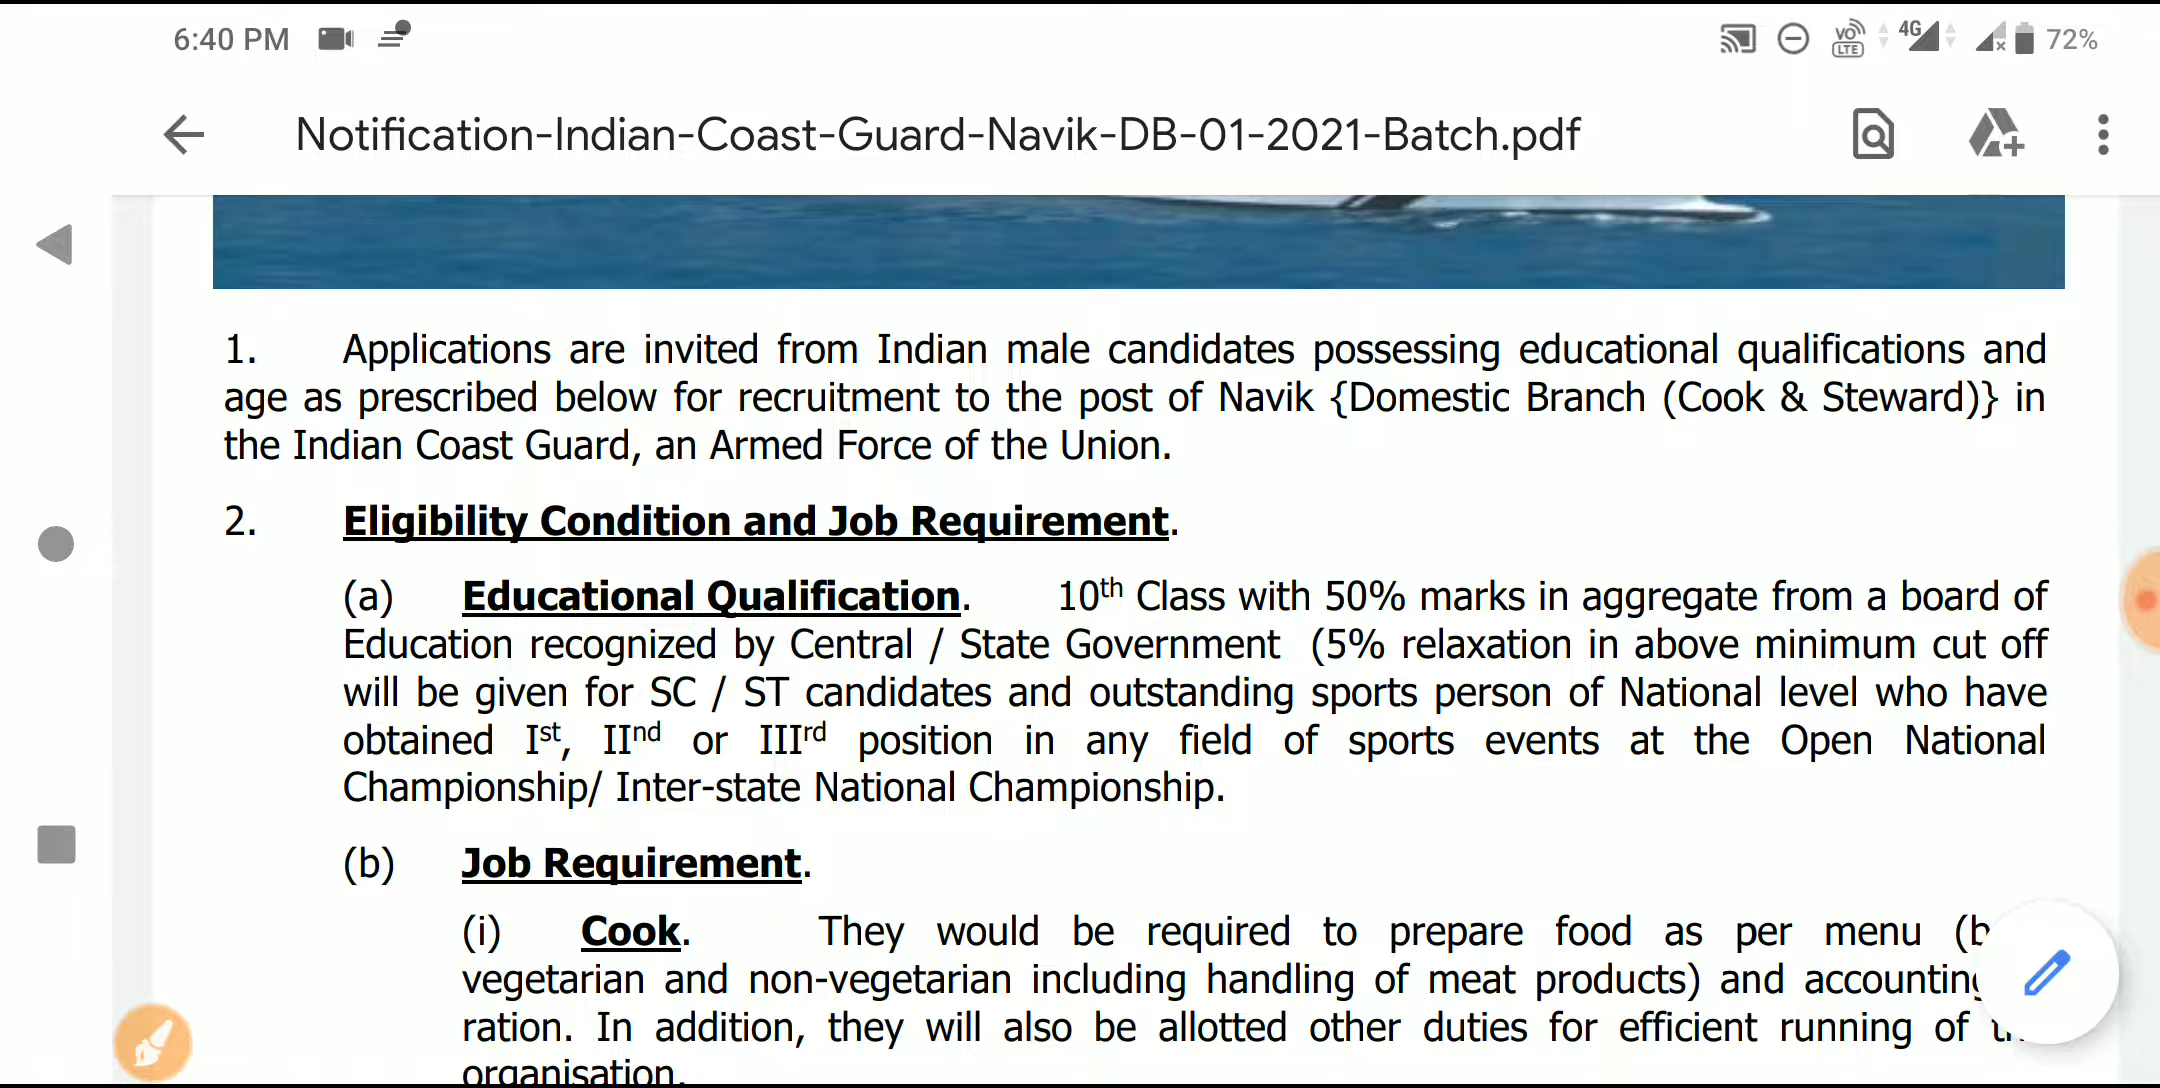 6:40 PM VO LTE 4G 72%
Notification-Indian-Coast-Guard-Navik-DB-01-2021-Batch.pdf
1. Applications are invited from Indian male candidates possessing educational qualifications and
age as prescribed below for recruitment to the post of Navik {Domestic Branch (Cook & Steward)} in
the Indian Coast Guard, an Armed Force of the Union.
2. Eligibility Condition and Job Requirement.
(a) Educational Qualification. 10th Class with 50% marks in aggregate from a board of
Education recognized by Central / State Government (5% relaxation in above minimum cut off
will be given for SC / ST candidates and outstanding sports person of National level who have
obtained Ist, IInd or IIIrd position in any field of sports events at the Open National
Championship/ Inter-state National Championship.
(b) Job Requirement.
(i) Cook. They would be required to prepare food as per menu
vegetarian and non-vegetarian including handling of meat products) and accounting
ration. In addition, they will also be allotted other duties for efficient running of
organisation.